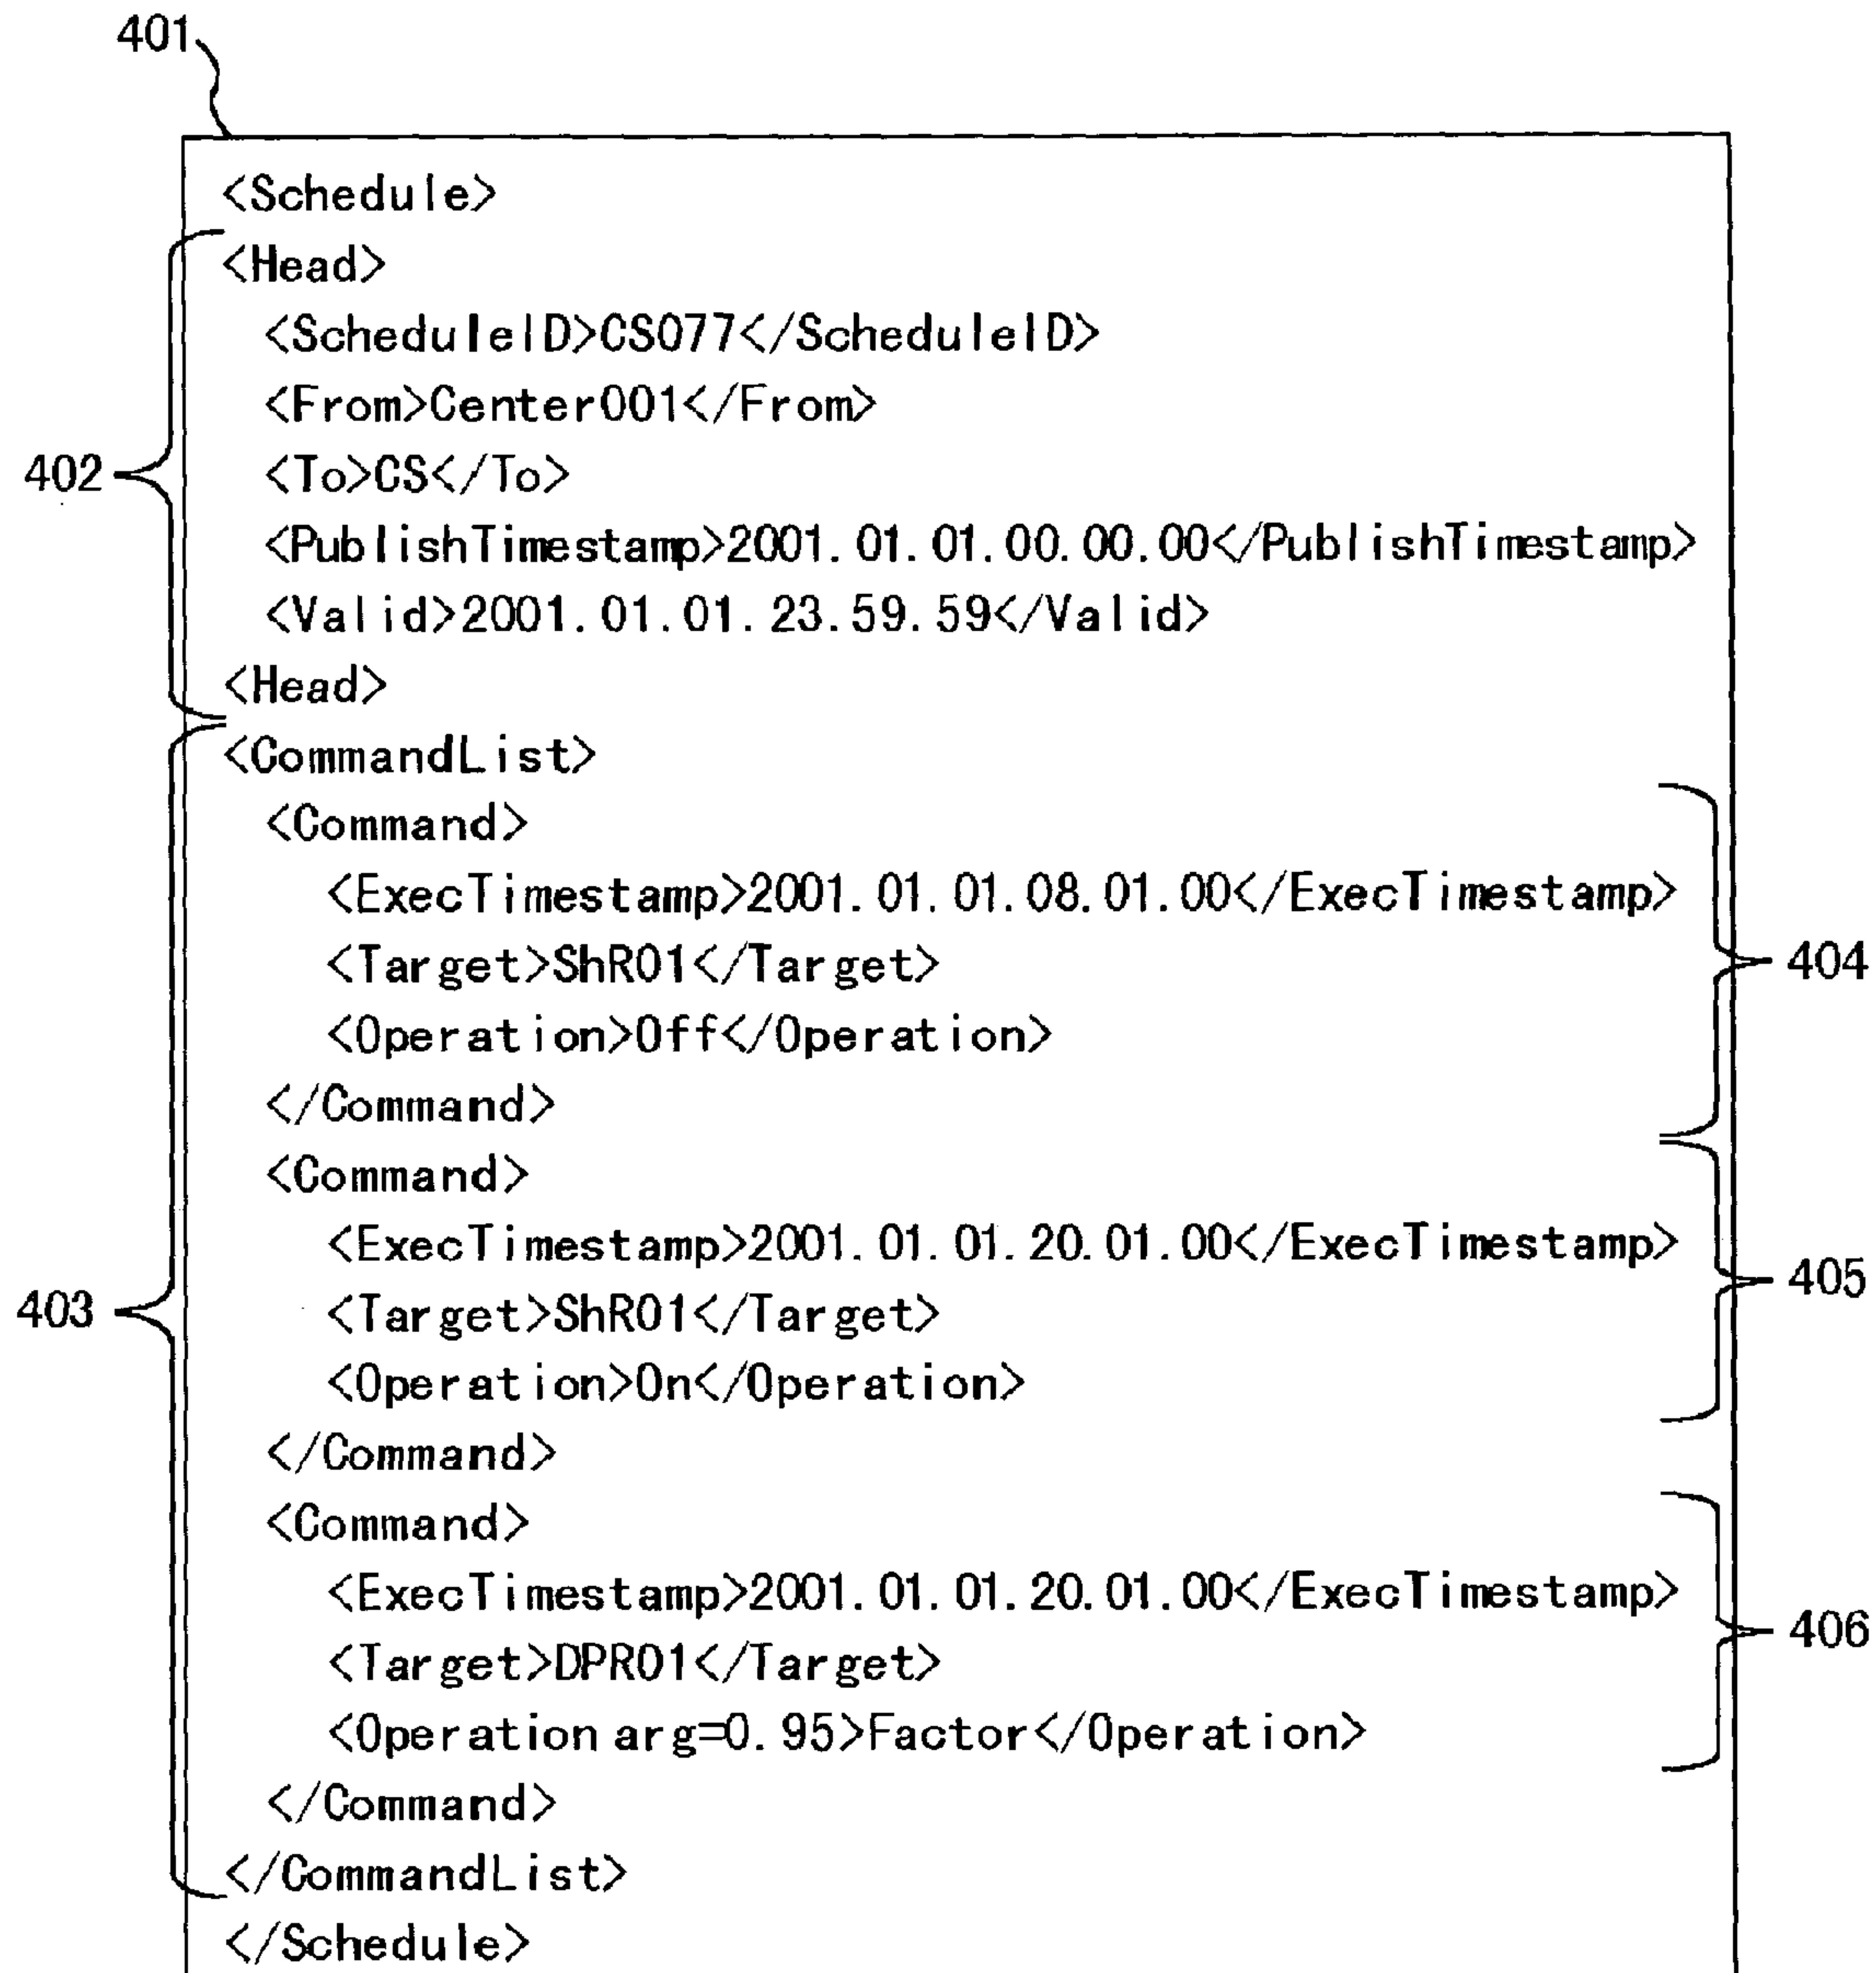 401
<Schedule>
<Head>
<ScheduleID>CS077</ScheduleID>
<From>Center001</From>
402
<To>CS</To>
<PublishTimestamp>2001.01.01.00.00.00</PublishTimestamp>
<Valid>2001.01.01.23.59.59</Valid>
<Head>
<CommandList>
<Command>
<ExecTimestamp>2001.01.01.08.01.00</ExecTimestamp>
<Target>ShR01</Target>
404
<Operation>Off</Operation>
</Command>
<Command>
<ExecTimestamp>2001.01.01.20.01.00</ExecTimestamp>
405
403
<Target>ShR01</Target>
<Operation>On</Operation>
</Command>
<Command>
<ExecTimestamp>2001.01.01.20.01.00</ExecTimestamp>
406
<Target>DPR01</Target>
<Operation arg=0.95>Factor</Operation>
</Command>
</CommandList>
</Schedule>